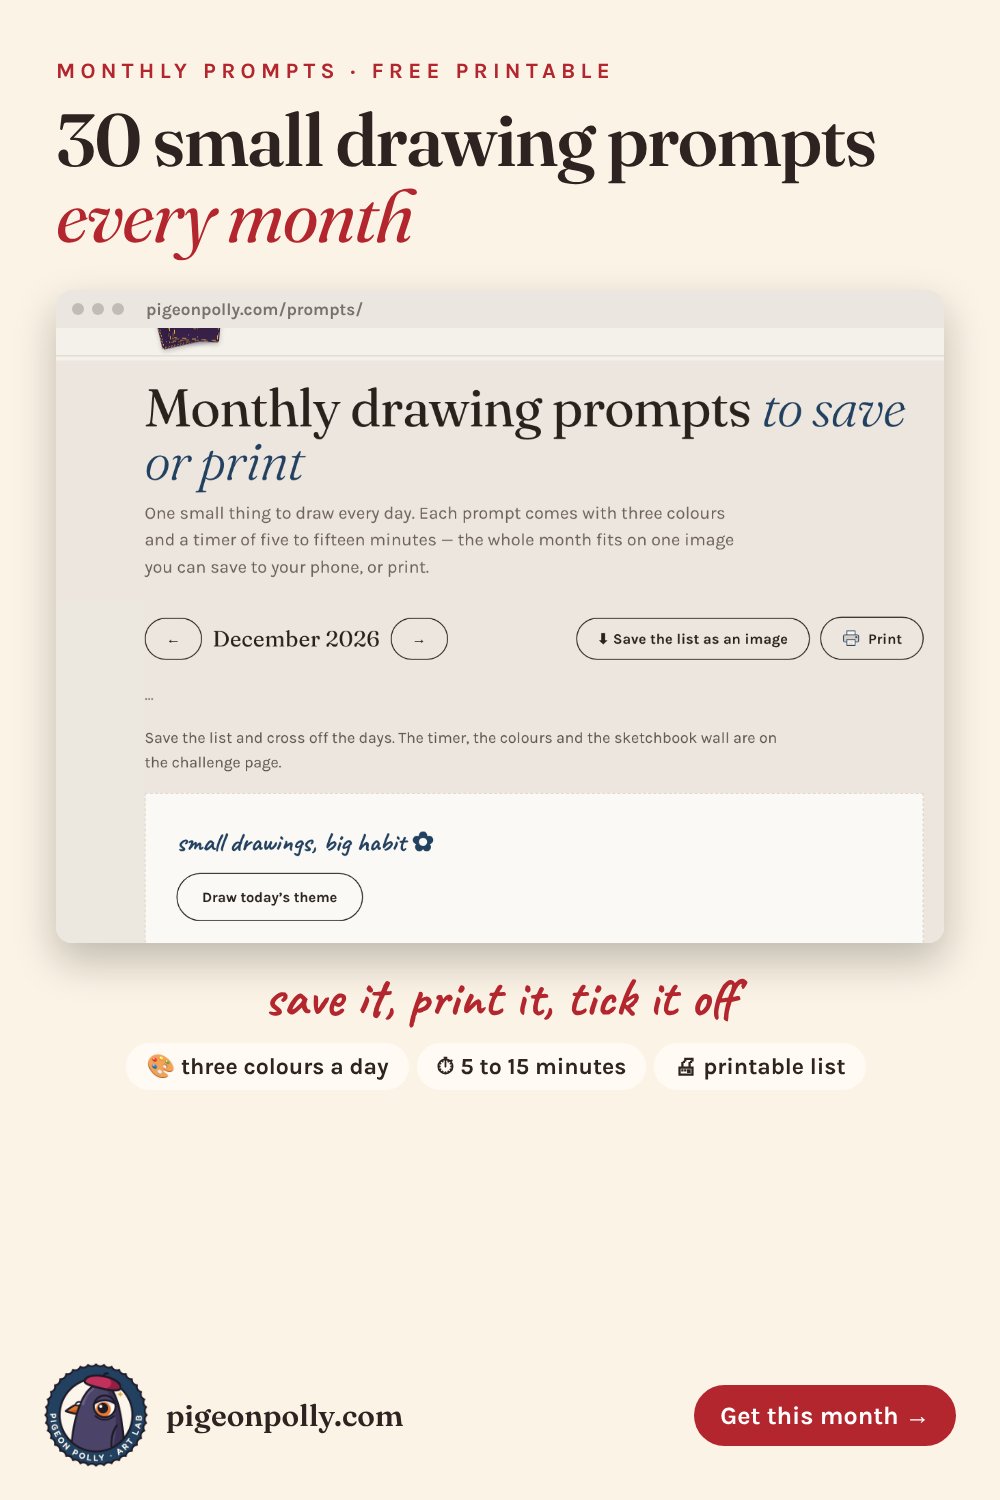 MONTHLY PROMPTS · FREE PRINTABLE
30 small drawing prompts
every month
pigeonpolly.com/prompts/
Monthly drawing prompts to save
or print
One small thing to draw every day. Each prompt comes with three colours
and a timer of five to fifteen minutes — the whole month fits on one image
you can save to your phone, or print.
← December 2026 →
⬇ Save the list as an image
🖨 Print
...
Save the list and cross off the days. The timer, the colours and the sketchbook wall are on
the challenge page.
small drawings, big habit ✿
Draw today's theme
save it, print it, tick it off
🎨 three colours a day
⏱ 5 to 15 minutes
🖨 printable list
PIGEON POLLY · ART LAB
pigeonpolly.com
Get this month →